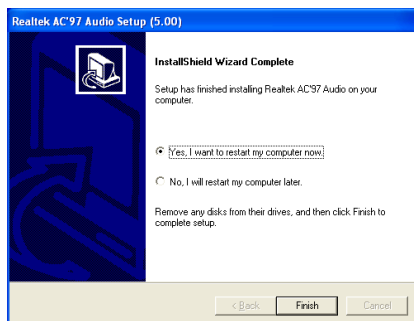 Realtek AC'97 Audio Setup (5.00)
InstallShield Wizard Complete
Setup has finished installing Realtek AC'97 Audio on your
computer.
Yes, I want to restart my computer now.
No, I will restart my computer later.
Remove any disks from their drives, and then click Finish to
complete setup.
< Back Finish Cancel